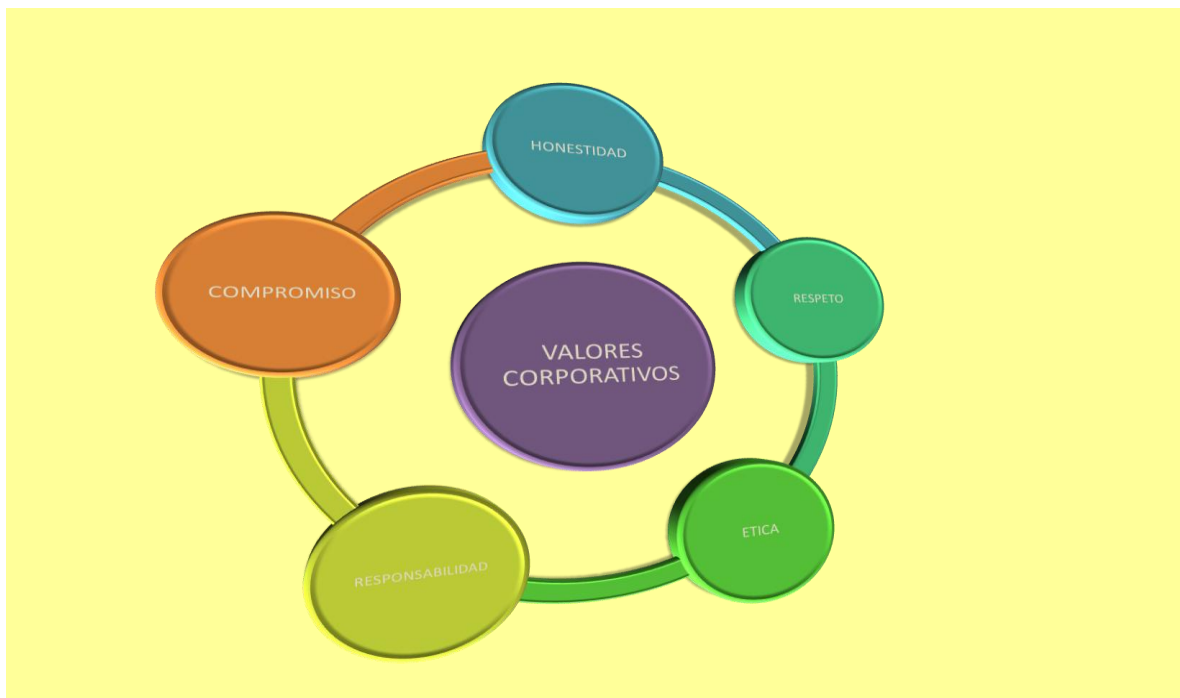 HONESTIDAD
COMPROMISO
RESPETO
VALORES
CORPORATIVOS
ETICA
RESPONSABILIDAD